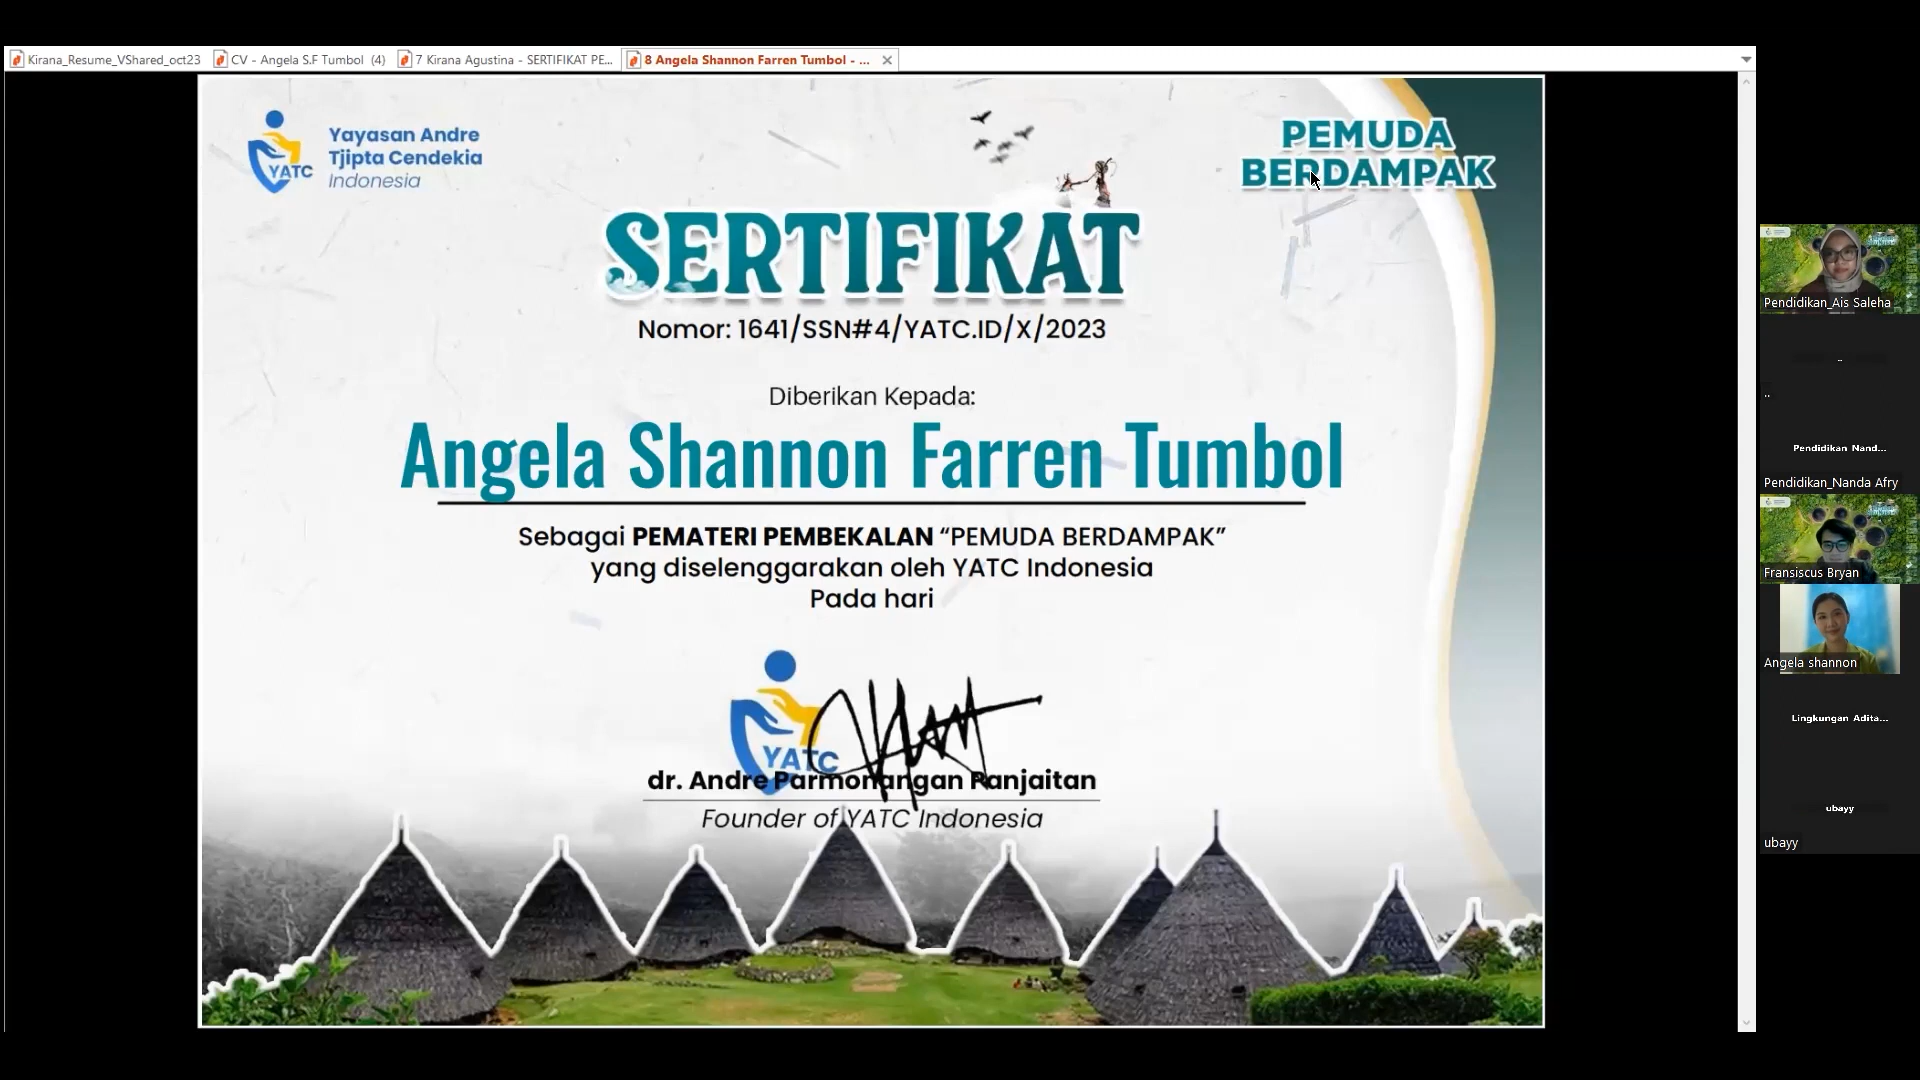 Kirana_Resume_VShared_oct23
CV - Angela S.F Tumbol (4)
7 Kirana Agustina - SERTIFIKAT PE...
8 Angela Shannon Farren Tumbol - ...
YATC
Yayasan Andre
Tjipta Cendekia
Indonesia
PEMUDA
BERDAMPAK
SERTIFIKAT
Nomor: 1641/SSN#4/YATC.ID/X/2023
Diberikan Kepada:
Angela Shannon Farren Tumbol
Sebagai PEMATERI PEMBEKALAN “PEMUDA BERDAMPAK”
yang diselenggarakan oleh YATC Indonesia
Pada hari
YATC
dr. Andre Parmonangan Panjaitan
Founder of YATC Indonesia
Pendidikan_Ais Saleha
..
..
Pendidikan Nand...
Pendidikan_Nanda Afry
Fransiscus Bryan
Angela shannon
Lingkungan Adita...
ubayy
ubayy